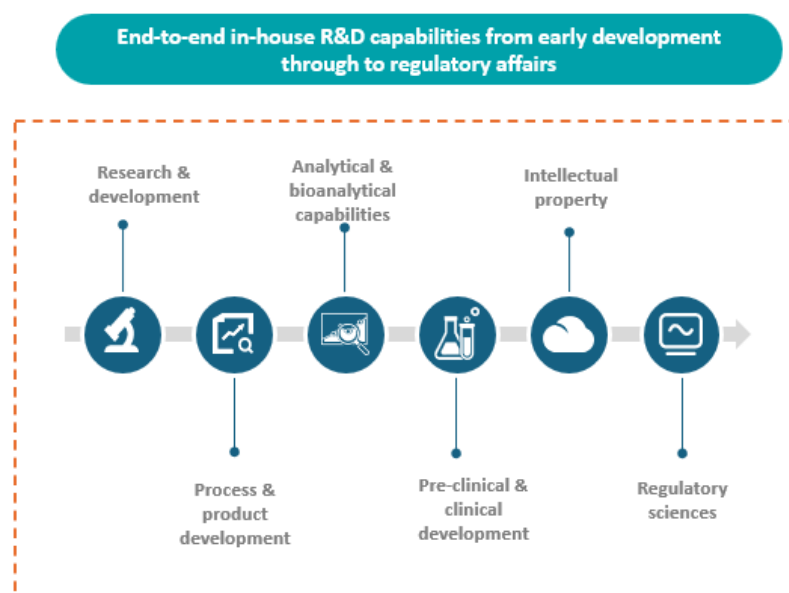 End-to-end in-house R&D capabilities from early development
through to regulatory affairs
Research &
development
Analytical &
bioanalytical
capabilities
Intellectual
property
Process &
product
development
Pre-clinical &
clinical
development
Regulatory
sciences